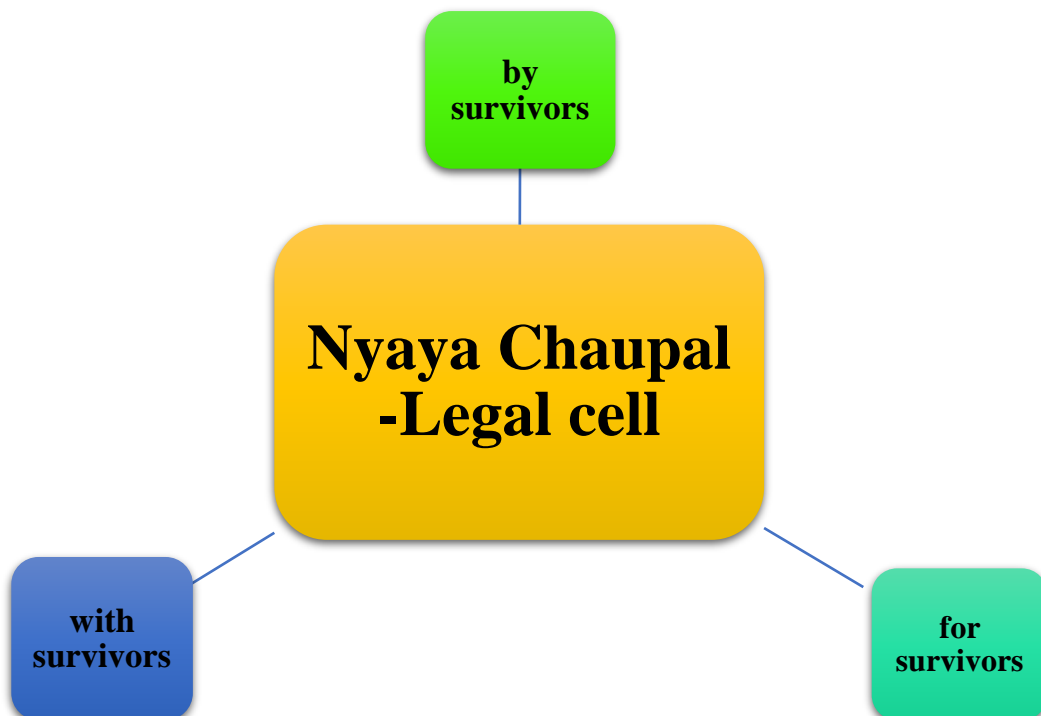 by
survivors
Nyaya Chaupal
-Legal cell
with
survivors
for
survivors